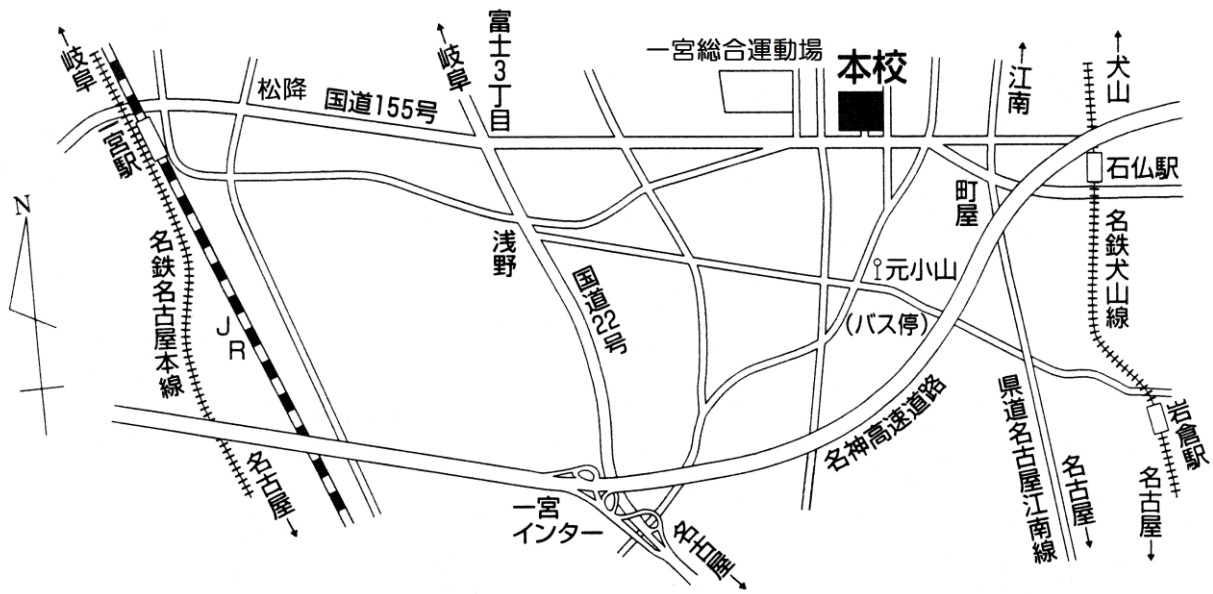 岐阜
岐阜
富士3丁目
一宮総合運動場
本校
江南
犬山
松降
国道155号
一宮駅
石仏駅
町屋
N
浅野
名鉄名古屋本線
国道22号
元小山
(バス停)
名鉄犬山線
JR
名神高速道路
県道名古屋江南線
岩倉駅
名古屋
一宮
インター
名古屋
名古屋
名古屋